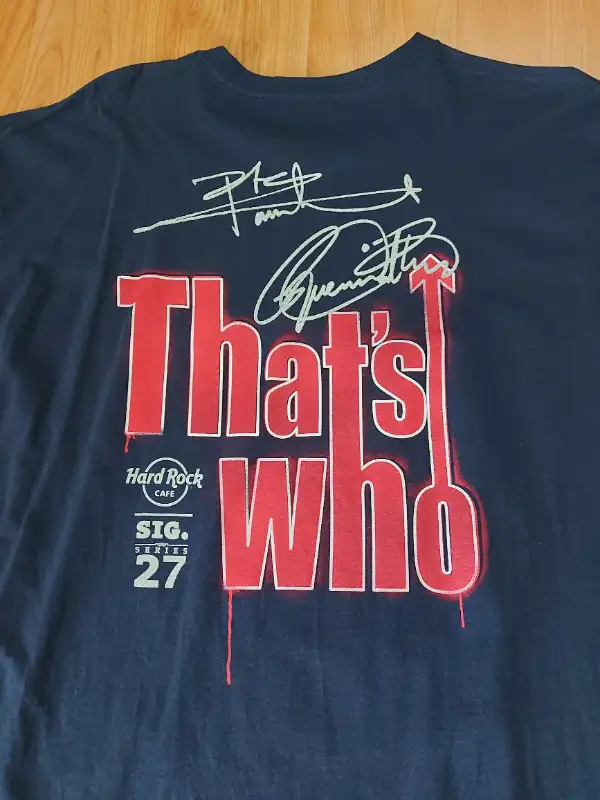 That's
who
Hard Rock
CAFE
SIG.
SERIES
27